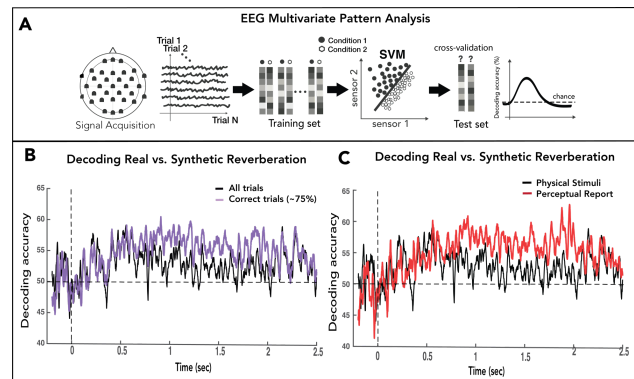 A
EEG Multivariate Pattern Analysis
Trial 1
Trial 2
Trial N
Signal Acquisition
Condition 1
Condition 2
Training set
SVM
sensor 2
sensor 1
cross-validation
? ?
Test set
Decoding accuracy (%)
chance
B
Decoding Real vs. Synthetic Reverberation
All trials
Correct trials (~75%)
Decoding accuracy
65
60
55
50
45
40
0
0.5
1
1.5
2
2.5
Time (sec)
C
Decoding Real vs. Synthetic Reverberation
Physical Stimuli
Perceptual Report
Decoding accuracy
65
60
55
50
45
40
0
0.5
1
1.5
2
2.5
Time (sec)